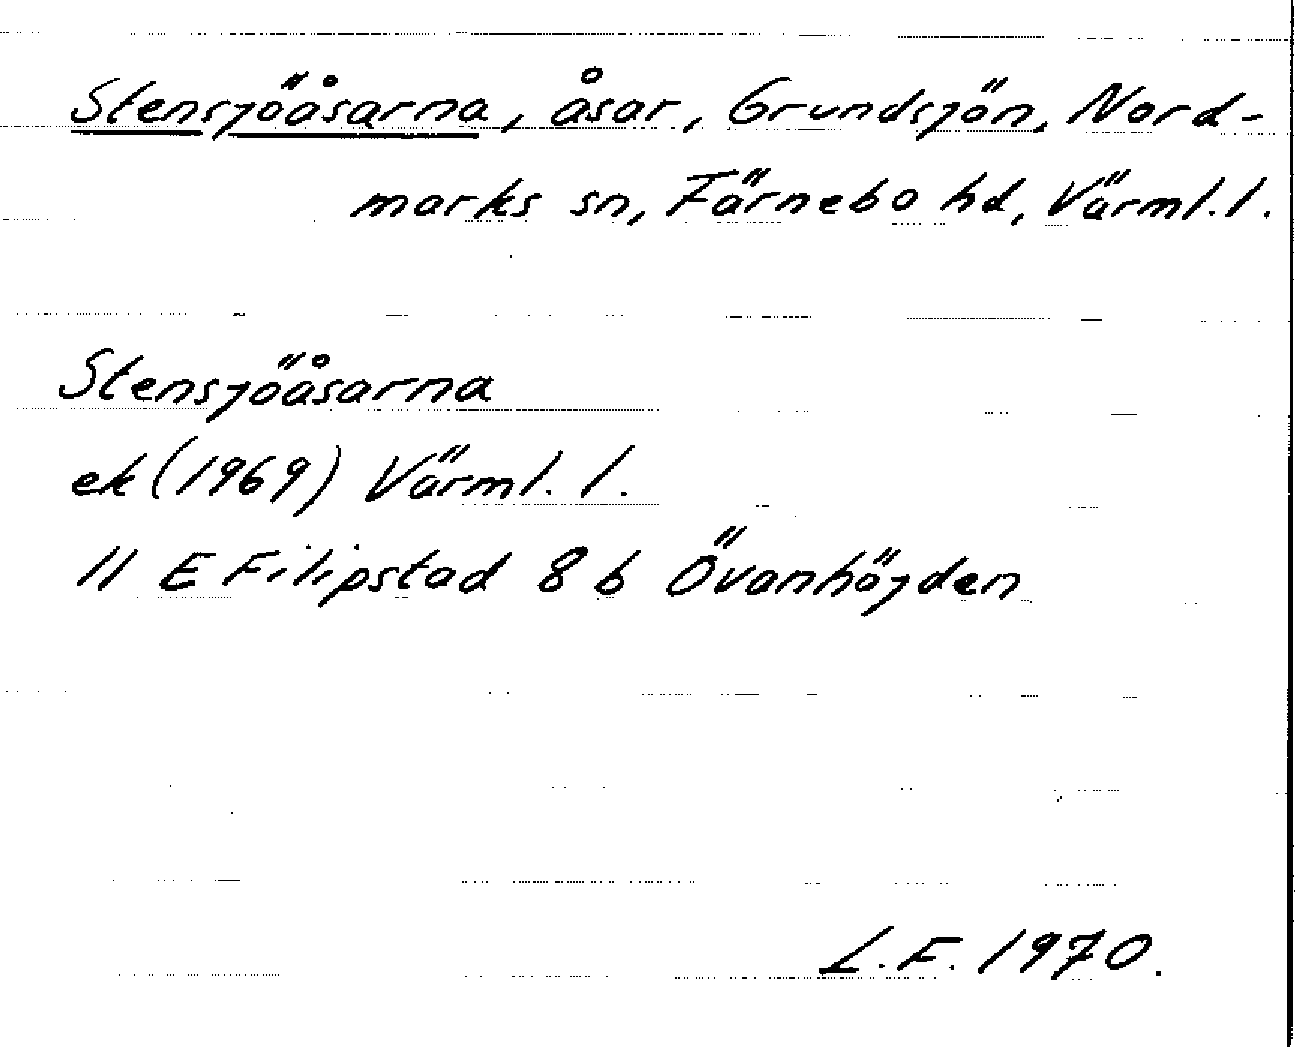 Stensjöåsarna, åsar, Grundsjön, Nord-
marks sn, Färnebo hd, Värml. l.
Stensjöåsarna
ek (1969) Värml. l.
11 E Filipstad 8 b Övanhöjden
L.F. 1970.